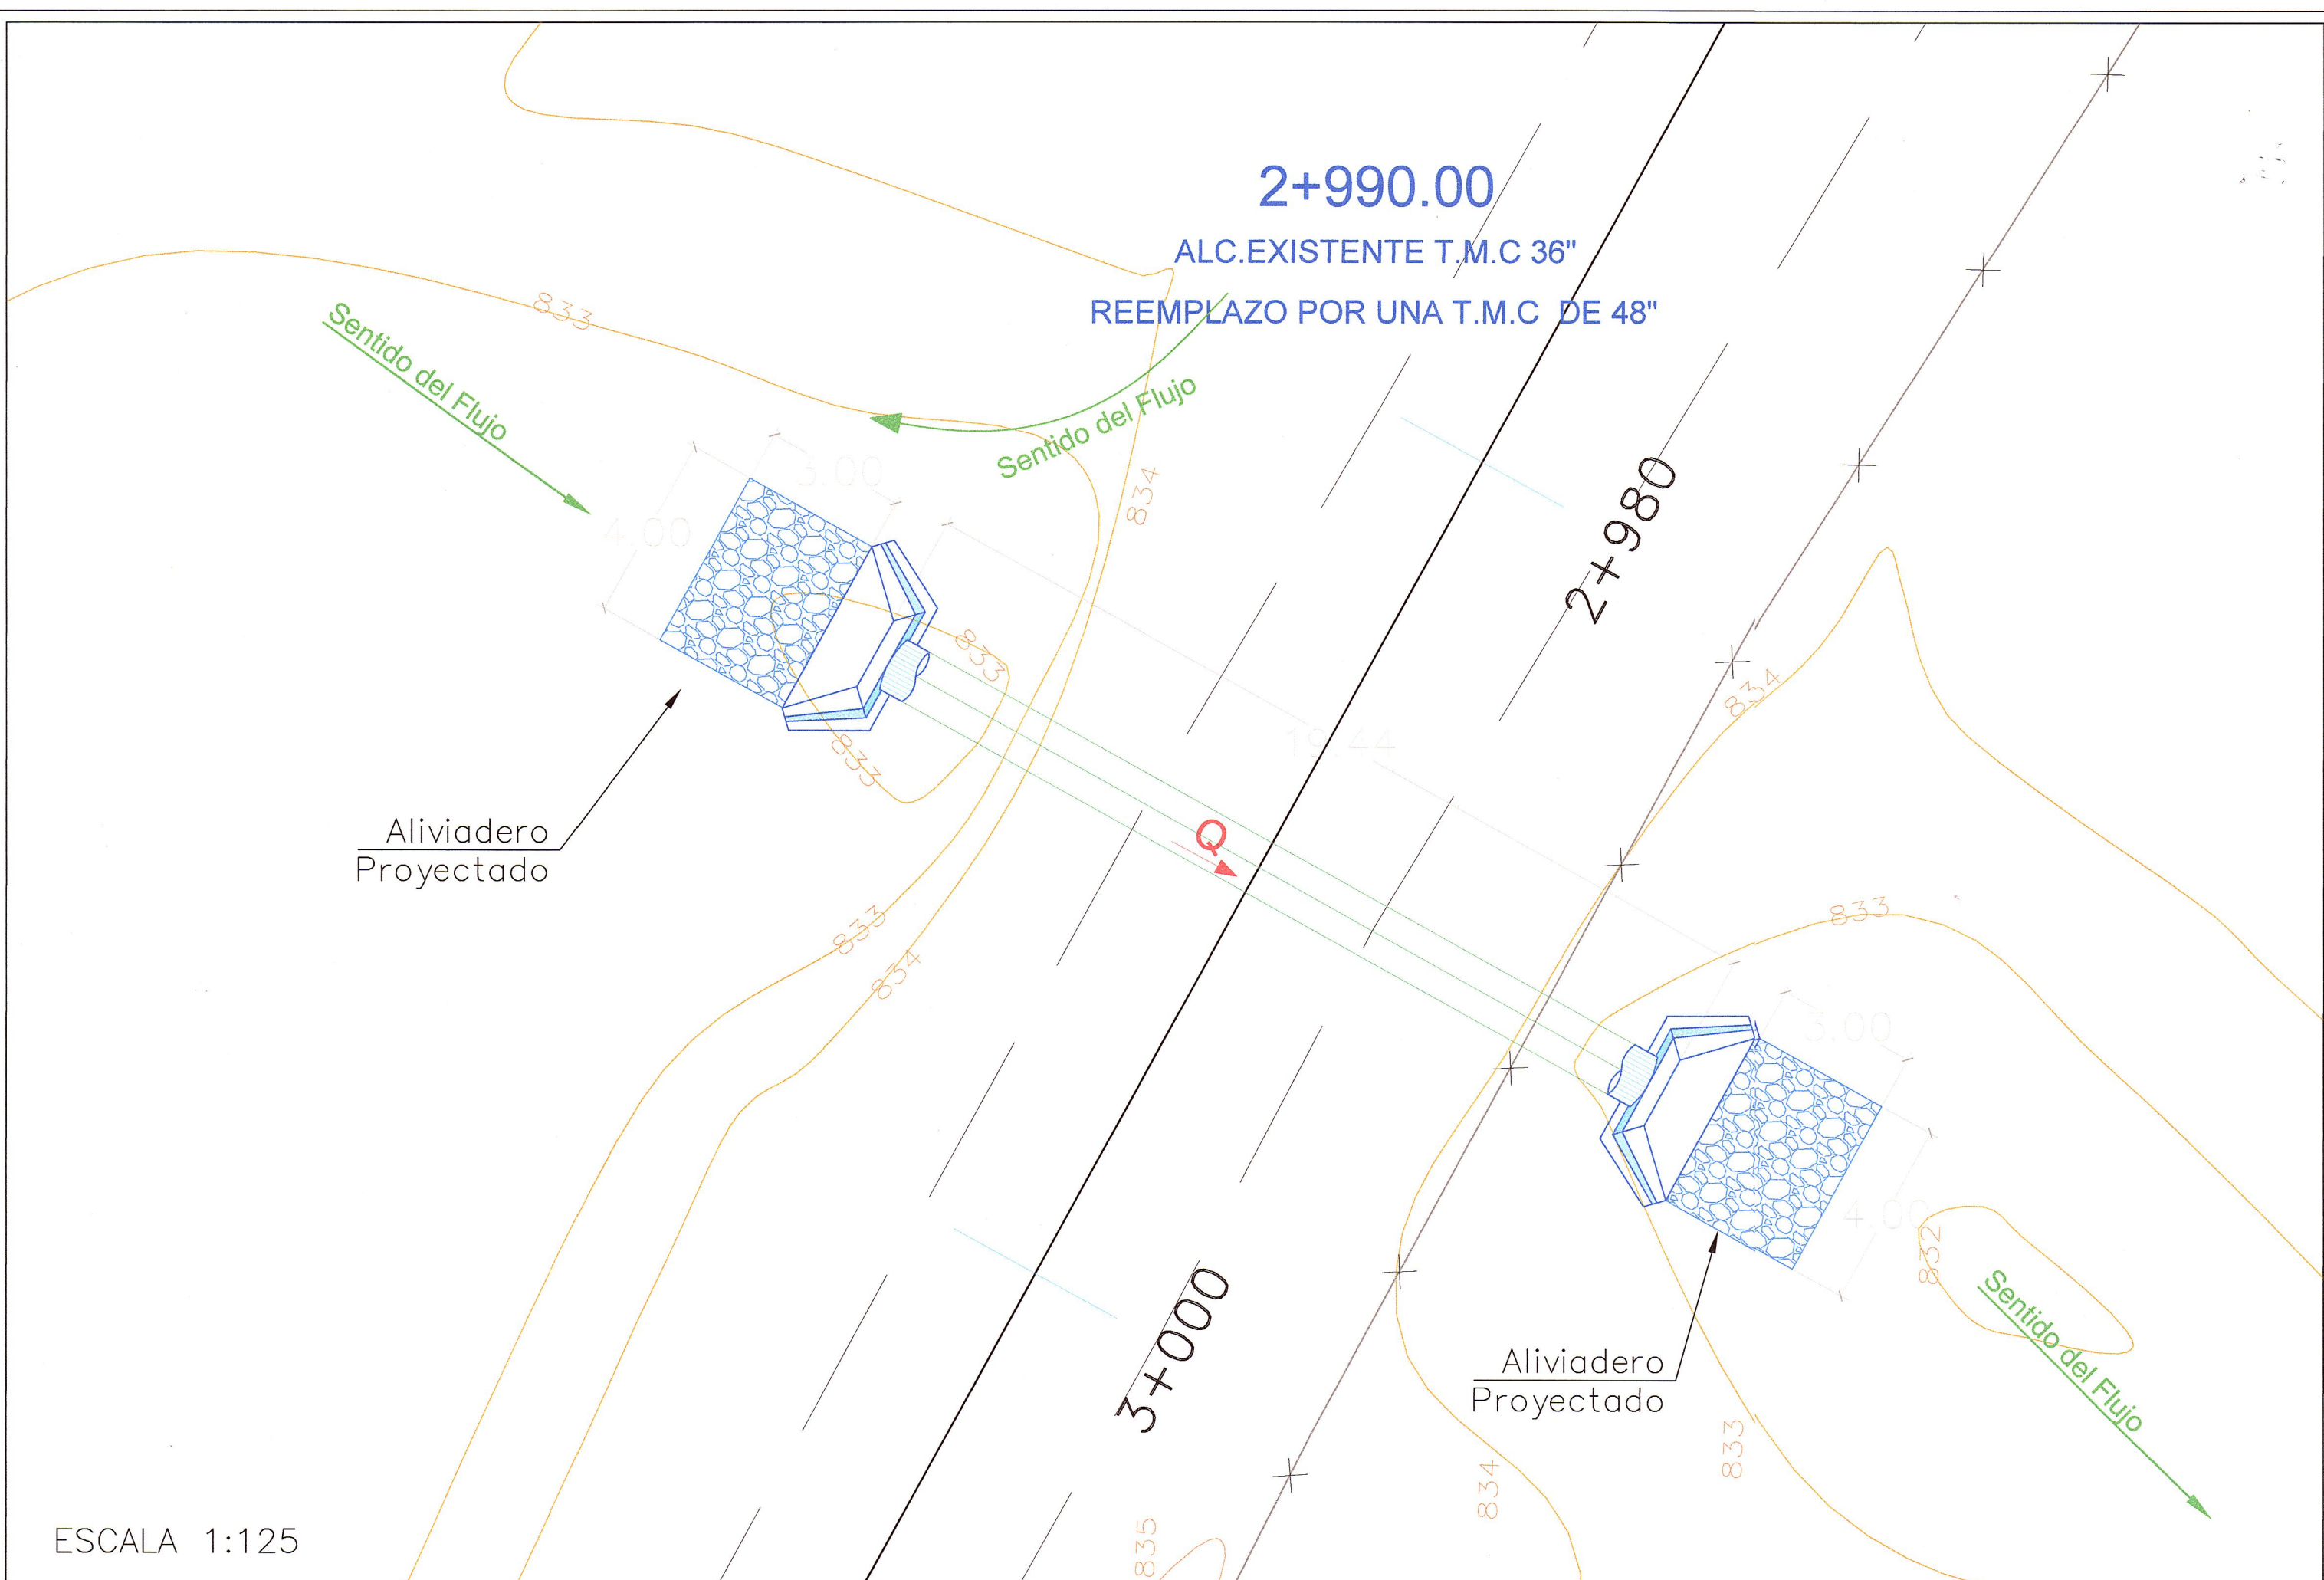 2+990.00
ALC.EXISTENTE T.M.C 36"
REEMPLAZO POR UNA T.M.C  DE 48"
833
Sentido del Flujo
Sentido del Flujo
834
3.00
4.00
2+980
833
833
834
19.44
Q
Aliviadero
Proyectado
833
834
833
3.00
4.00
832
Sentido del Flujo
3+000
Aliviadero
Proyectado
833
834
835
ESCALA 1:125